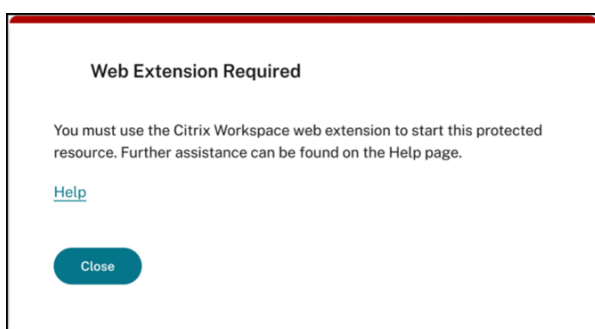 Web Extension Required
You must use the Citrix Workspace web extension to start this protected
resource. Further assistance can be found on the Help page.
Help
Close